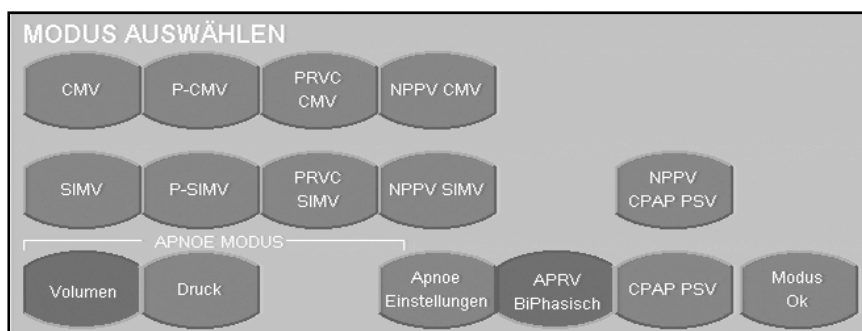 MODUS AUSWÄHLEN
CMV
P-CMV
PRVC
CMV
NPPV CMV
SIMV
P-SIMV
PRVC
SIMV
NPPV SIMV
NPPV
CPAP PSV
APNOE MODUS
Volumen
Druck
Apnoe
Einstellungen
APRV
BiPhasisch
CPAP PSV
Modus
Ok